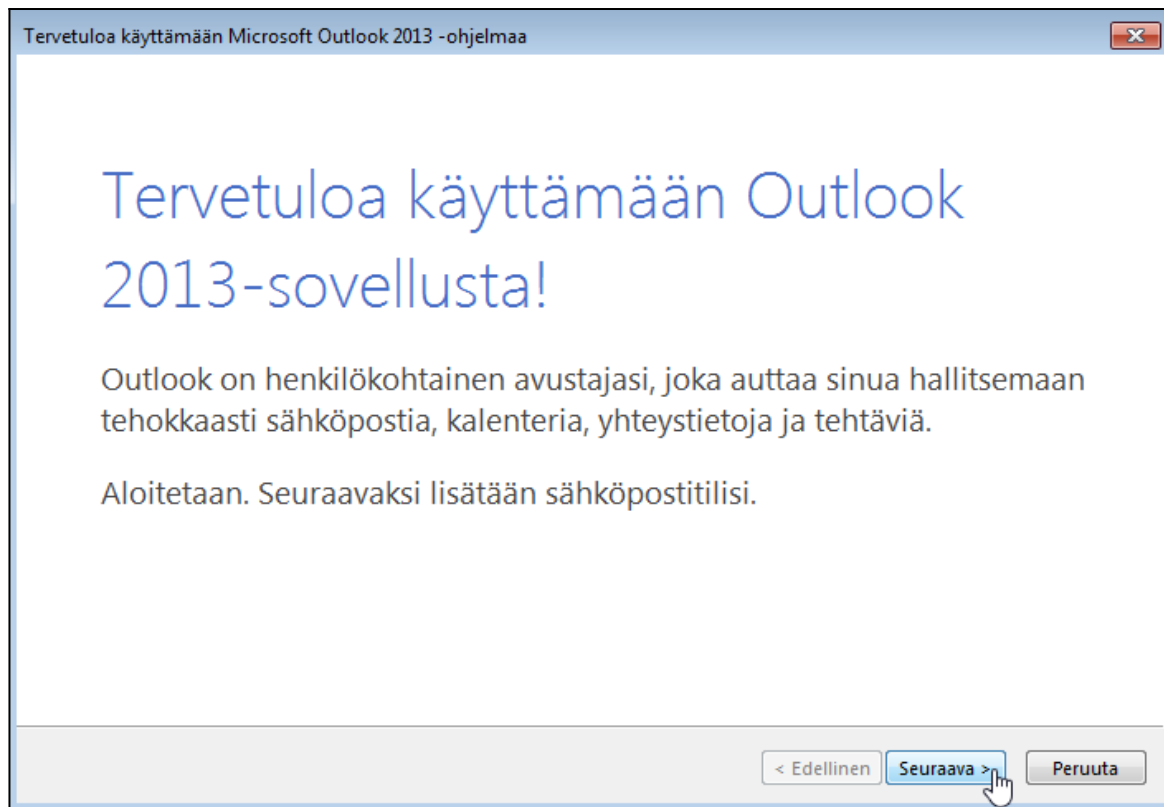 Tervetuloa käyttämään Microsoft Outlook 2013 -ohjelmaa
Tervetuloa käyttämään Outlook
2013-sovellusta!
Outlook on henkilökohtainen avustajasi, joka auttaa sinua hallitsemaan
tehokkaasti sähköpostia, kalenteria, yhteystietoja ja tehtäviä.
Aloitetaan. Seuraavaksi lisätään sähköpostitilisi.
< Edellinen Seuraava > Peruuta